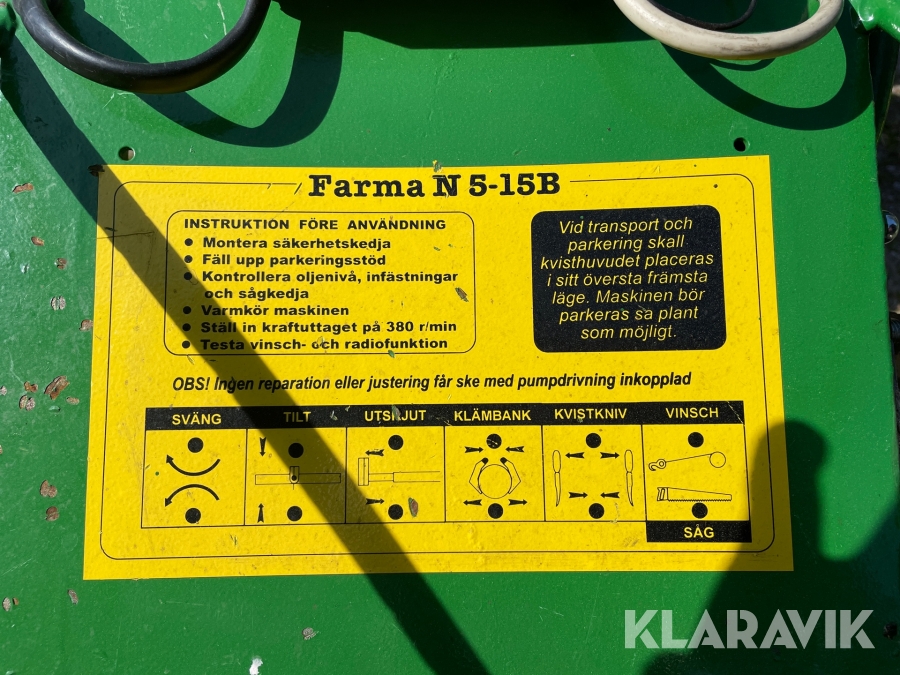 Farma N 5-15B
INSTRUKTION FÖRE ANVÄNDNING
● Montera säkerhetskedja
● Fäll upp parkeringsstöd
● Kontrollera oljenivå, infästningar
och sågkedja
● Varmkör maskinen
● Ställ in kraftuttaget på 380 r/min
● Testa vinsch- och radiofunktion
Vid transport och
parkering skall
kvisthuvudet placeras
i sitt översta främsta
läge. Maskinen bör
parkeras så plant
som möjligt.
OBS! Ingen reparation eller justering får ske med pumpdrivning inkopplad
SVÄNG TILT UTSKJUT KLÄMBANK KVISTKNIV VINSCH
SÅG
KLARAVIK